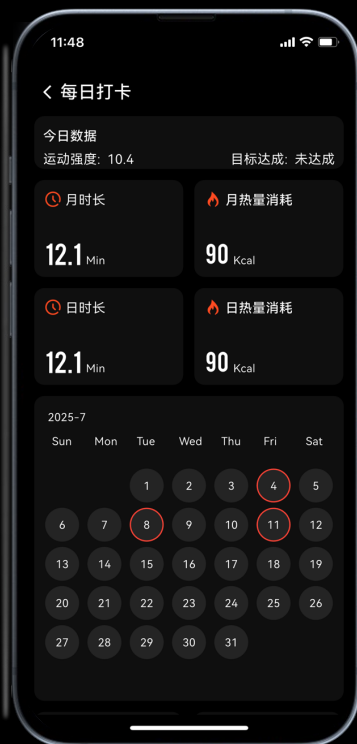 11:48
每日打卡
今日数据
运动强度: 10.4 目标达成: 未达成
月时长 月热量消耗
12.1 Min 90 Kcal
日时长 日热量消耗
12.1 Min 90 Kcal
2025-7
Sun Mon Tue Wed Thu Fri Sat
1 2 3 4 5
6 7 8 9 10 11 12
13 14 15 16 17 18 19
20 21 22 23 24 25 26
27 28 29 30 31